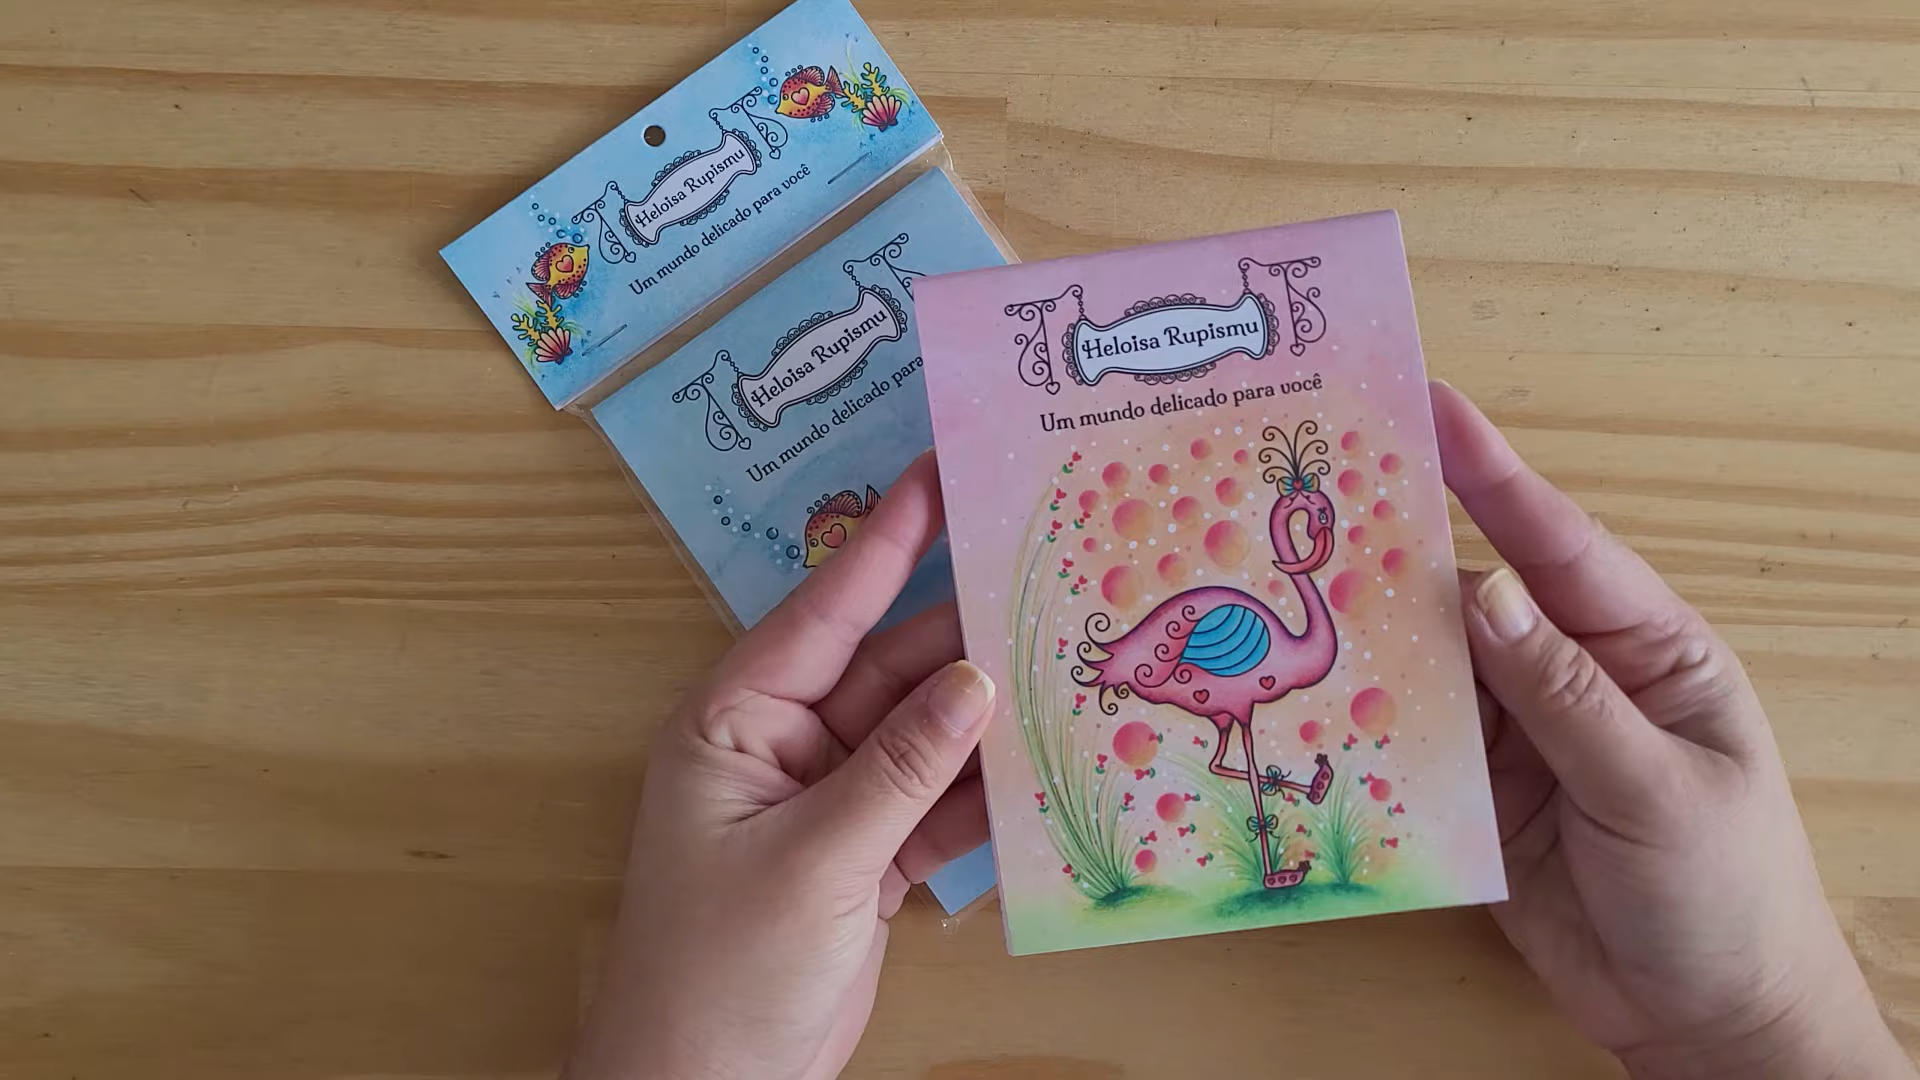 Heloisa Rupismu
Um mundo delicado para você
Heloisa Rupismu
Um mundo delicado para
Heloisa Rupismu
Um mundo delicado para você